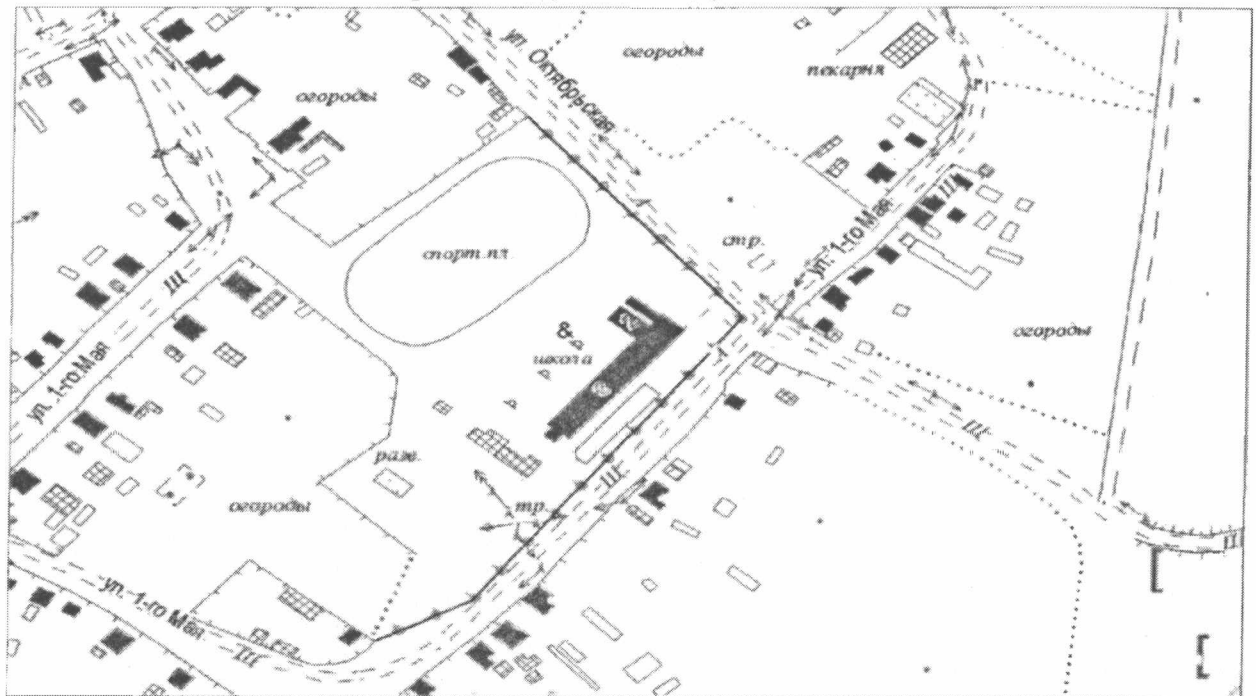 ул. Октябрьская
огороды
пекарня
огороды
стр.
ул. 1-го Мая
Щ
спорт.пл.
Щ
&
школа
огороды
ул. 1-го Мая
Щ
разв.
Щ
огороды
тр.
Щ
ул. 1-го Мая
Щ